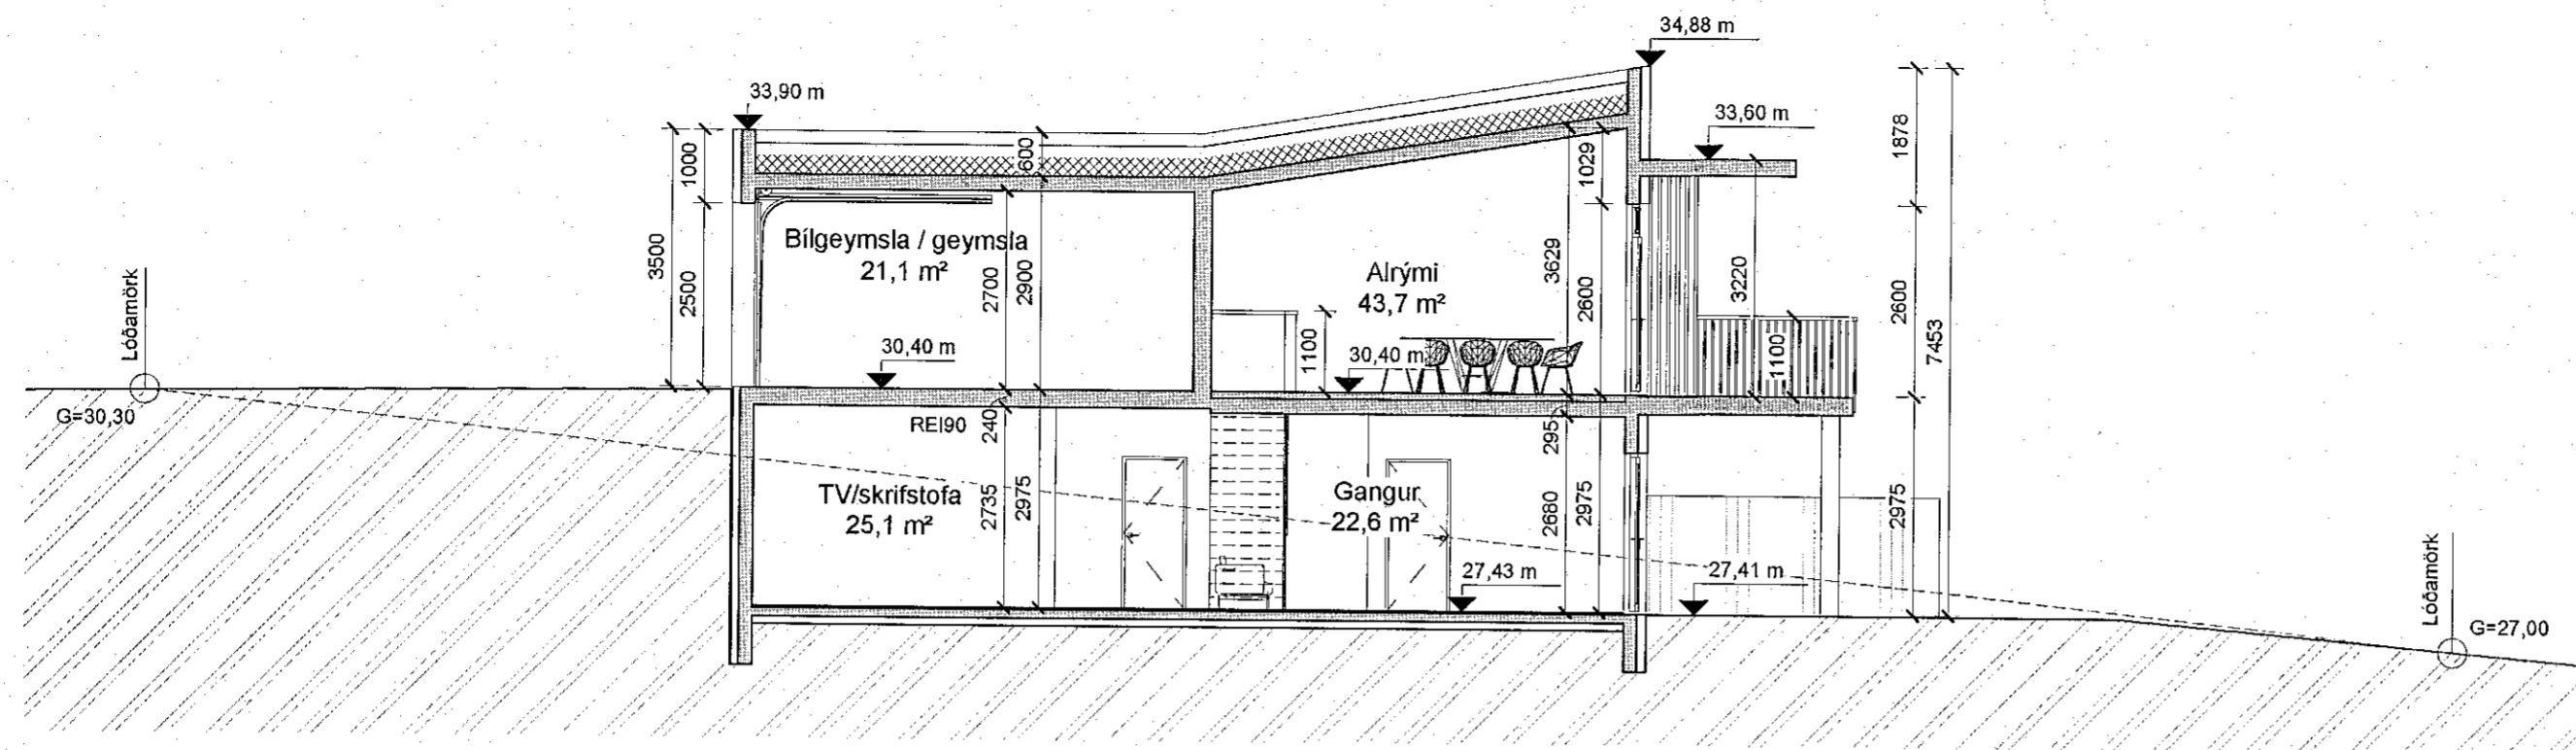 34,88 m
33,90 m
33,60 m
1000
600
1029
1878
3500
2500
Bílgeymsla / geymsla
21,1 m²
2700
2900
Alrými
43,7 m²
3629
2600
3220
2600
7453
Lóðamörk
30,40 m
1100
30,40 m
1100
G=30,30
REI90
240
295
TV/skrifstofa
25,1 m²
2735
2975
Gangur
22,6 m²
2680
2975
2975
27,43 m
27,41 m
Lóðamörk
G=27,00